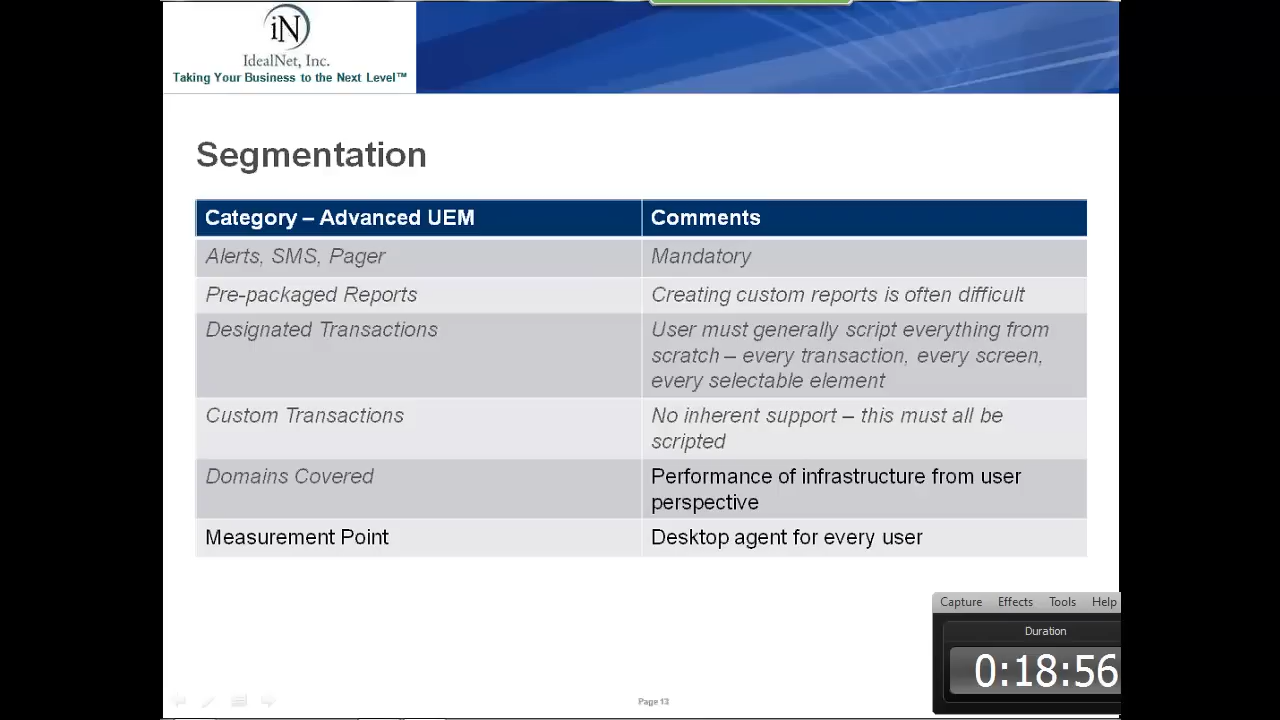 iN
IdealNet, Inc.
Taking Your Business to the Next Level™
Segmentation
Category – Advanced UEM
Comments
Alerts, SMS, Pager
Mandatory
Pre-packaged Reports
Creating custom reports is often difficult
Designated Transactions
User must generally script everything from
scratch – every transaction, every screen,
every selectable element
Custom Transactions
No inherent support – this must all be
scripted
Domains Covered
Performance of infrastructure from user
perspective
Measurement Point
Desktop agent for every user
Capture Effects Tools Help
Duration
0:18:56
Page 13